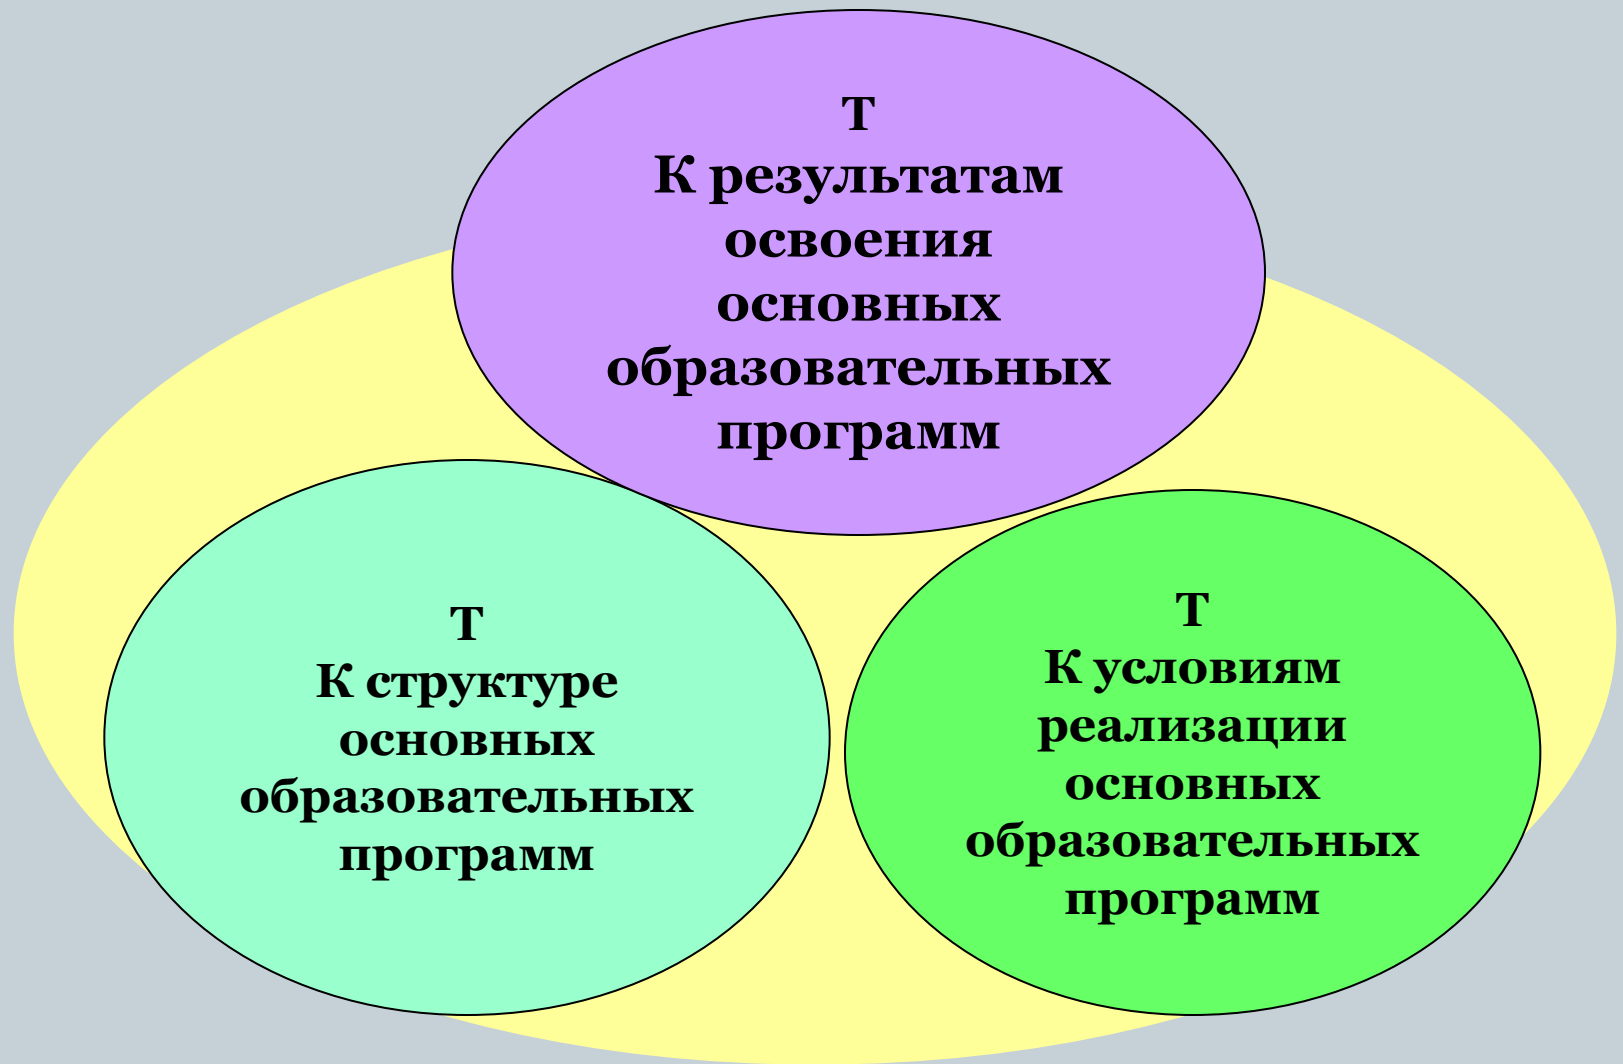 Т
К результатам
освоения
основных
образовательных
программ
Т
К структуре
основных
образовательных
программ
Т
К условиям
реализации
основных
образовательных
программ